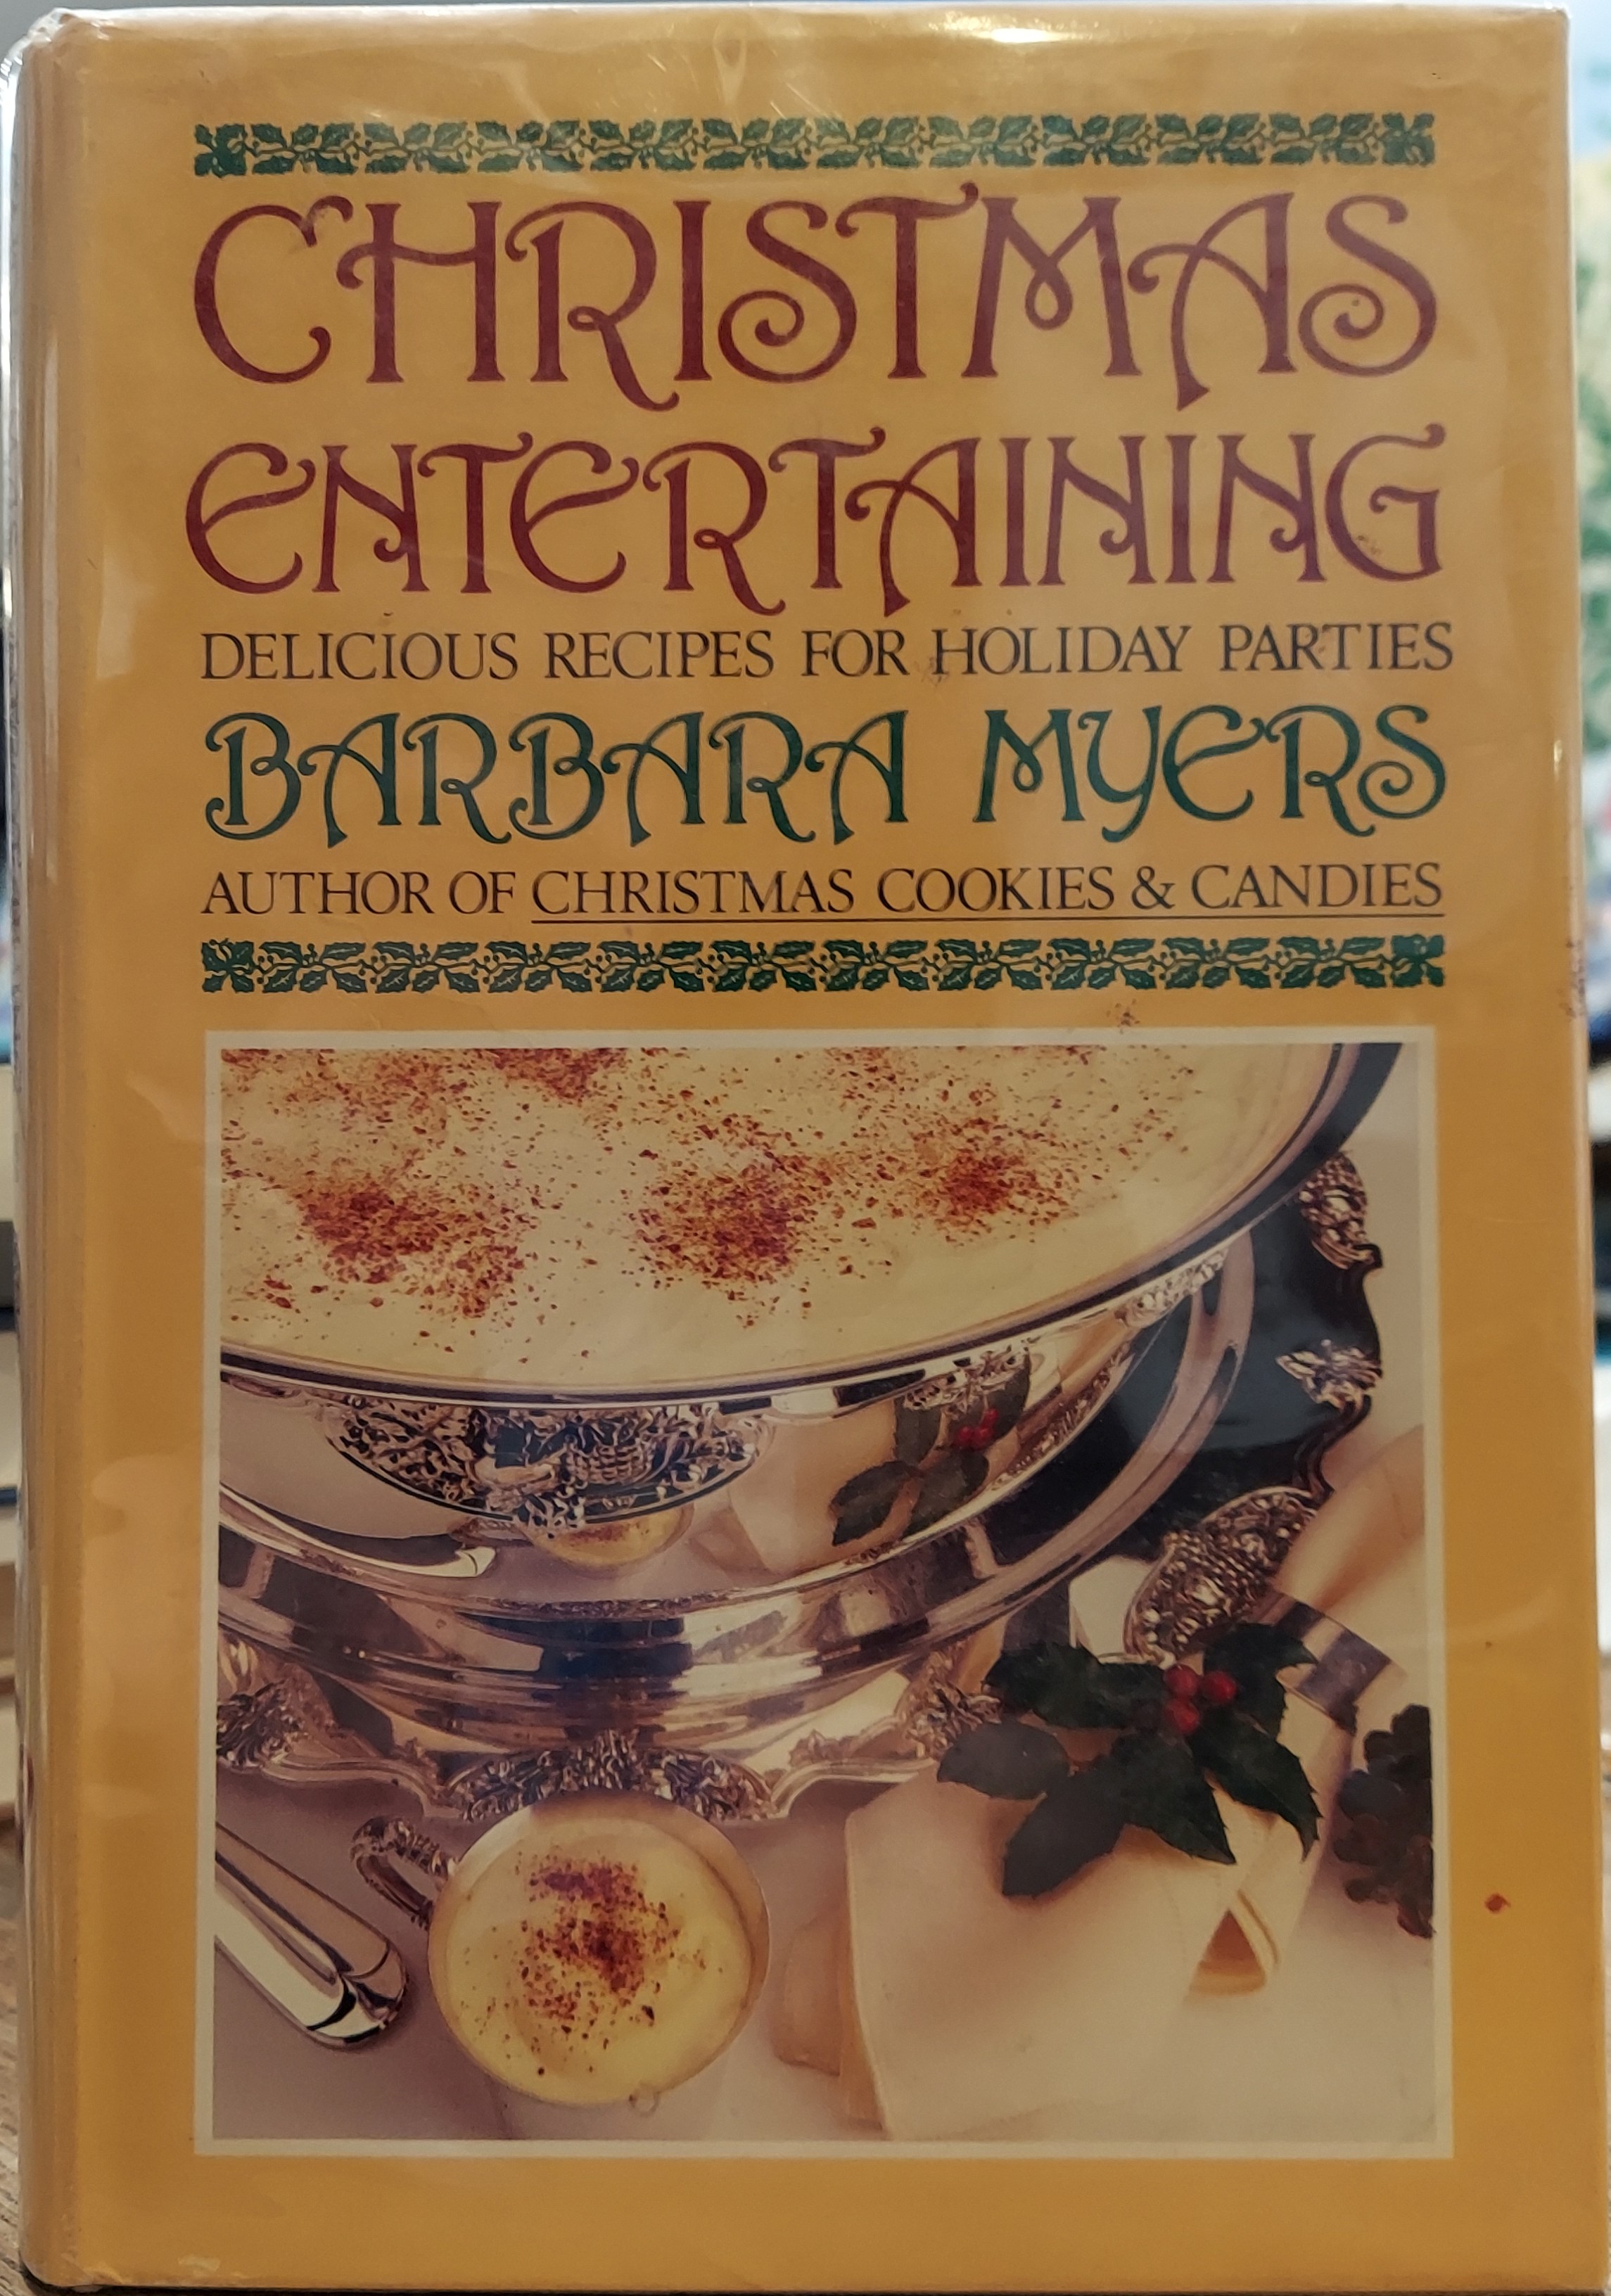 CHRISTMAS
ENTERTAINING
DELICIOUS RECIPES FOR HOLIDAY PARTIES
BARBARA MYERS
AUTHOR OF CHRISTMAS COOKIES & CANDIES